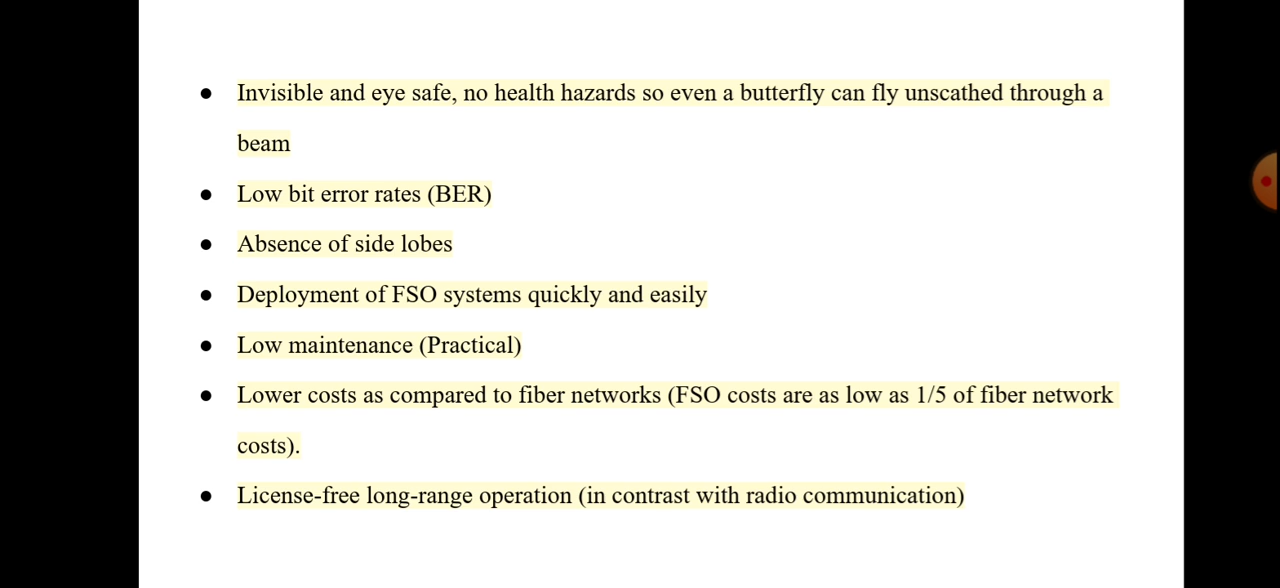 ● Invisible and eye safe, no health hazards so even a butterfly can fly unscathed through a
beam
● Low bit error rates (BER)
● Absence of side lobes
● Deployment of FSO systems quickly and easily
● Low maintenance (Practical)
● Lower costs as compared to fiber networks (FSO costs are as low as 1/5 of fiber network
costs).
● License-free long-range operation (in contrast with radio communication)